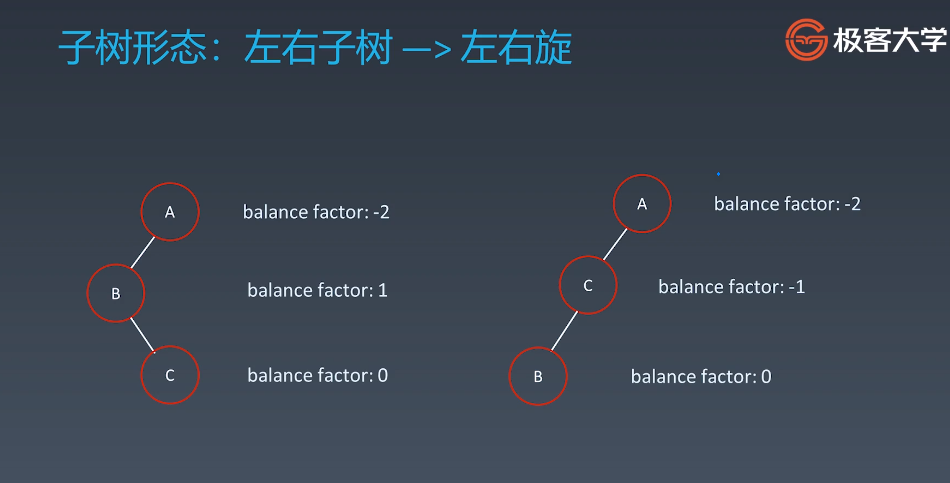 子树形态：左右子树 —> 左右旋
极客大学
A
balance factor: -2
A
balance factor: -2
B
balance factor: 1
C
balance factor: -1
C
balance factor: 0
B
balance factor: 0